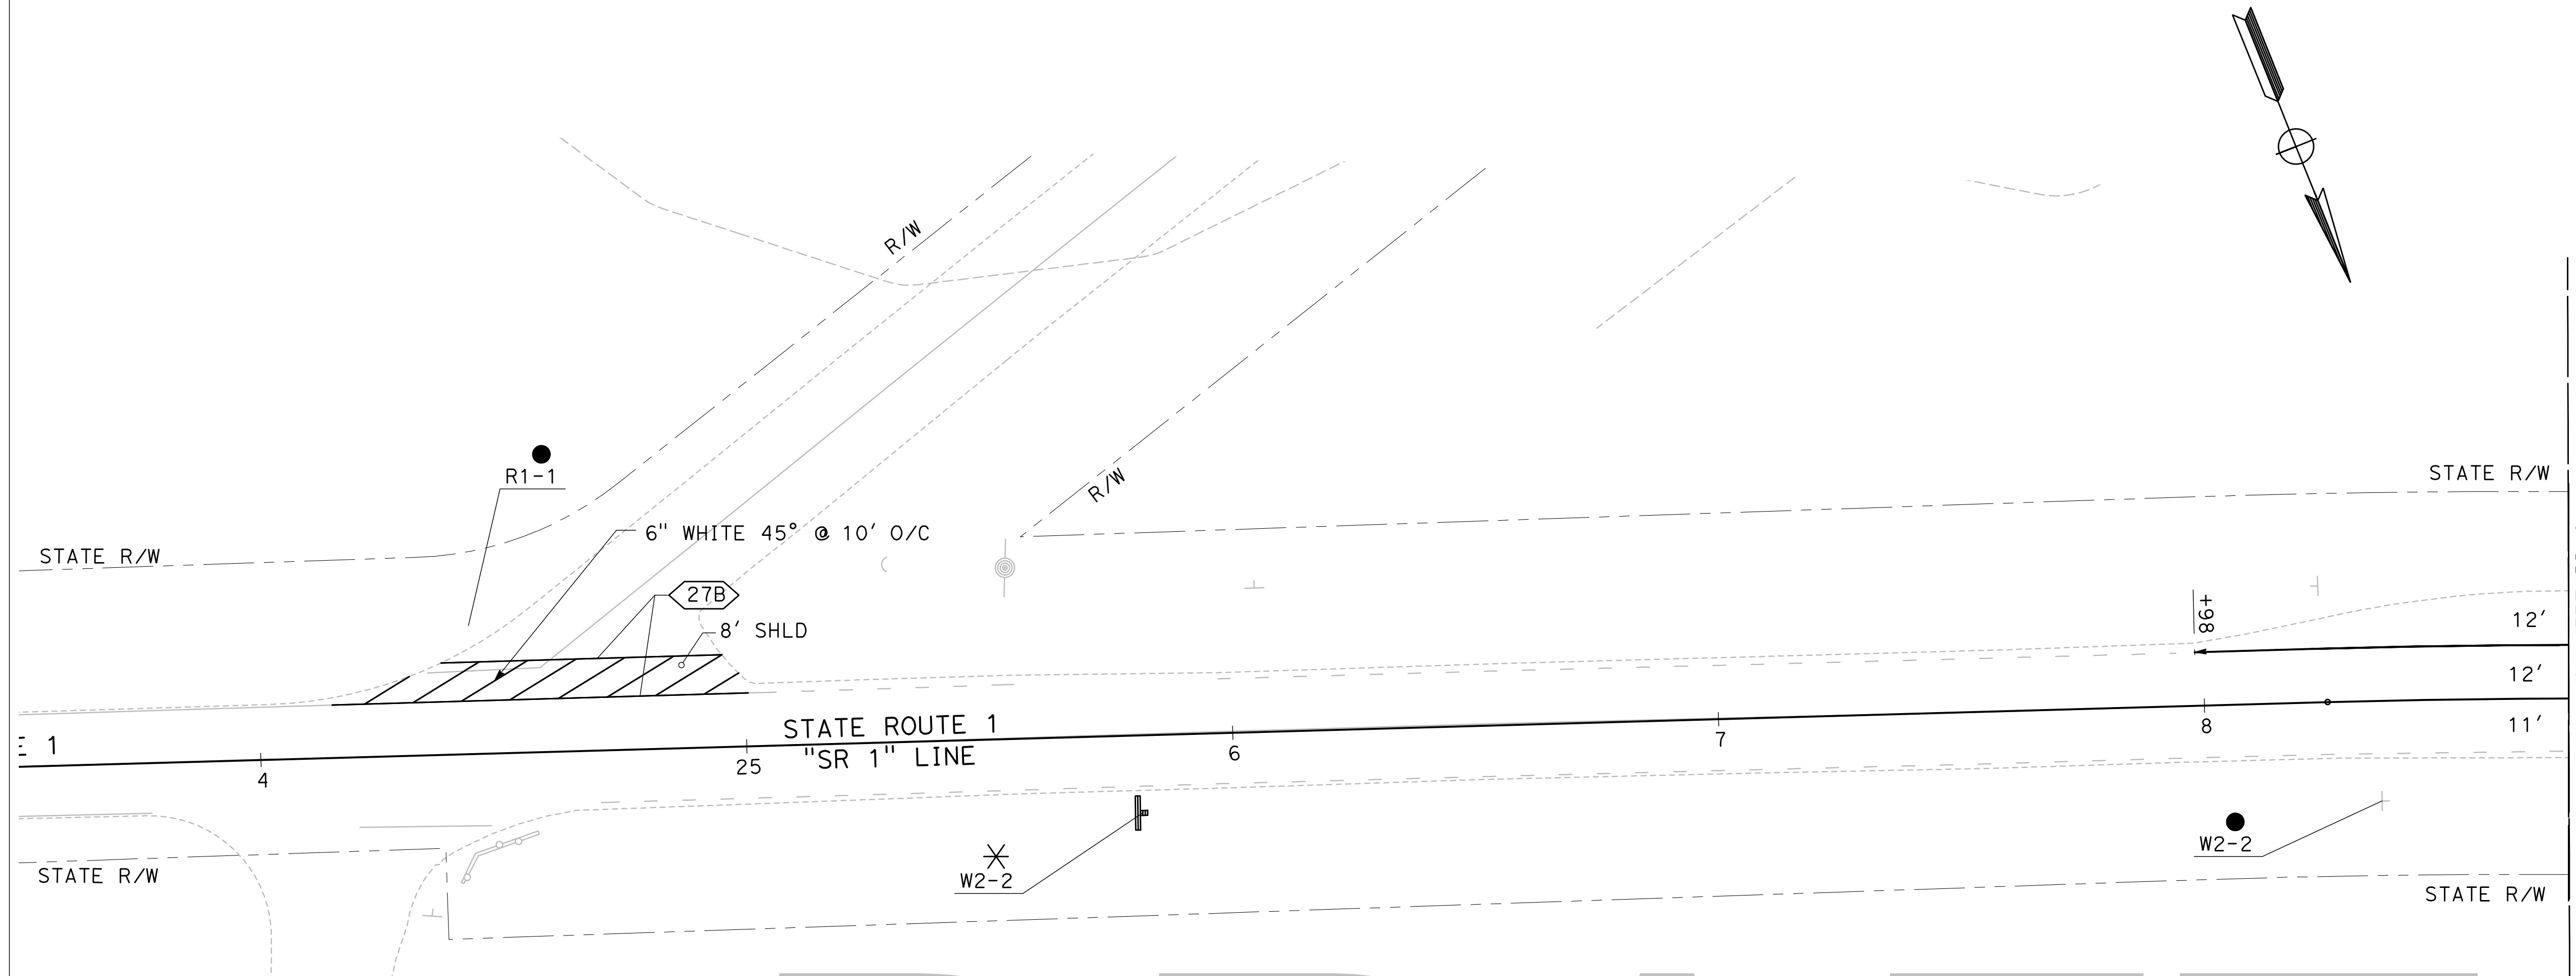 R/W
R1-1
STATE R/W
R/W
STATE R/W
6" WHITE 45° @ 10' O/C
27B
8' SHLD
+98
12'
12'
11'
STATE ROUTE 1
"SR 1" LINE
E 1
4
25
6
7
8
W2-2
W2-2
STATE R/W
STATE R/W